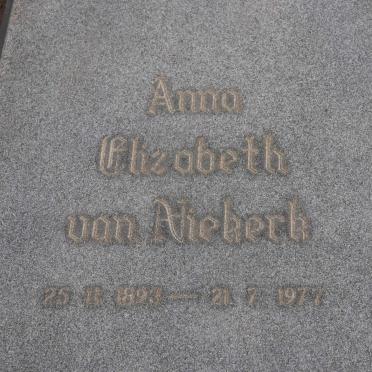 Anna
Elizabeth
van Niekerk
25 11 1893 — 21 7 1977